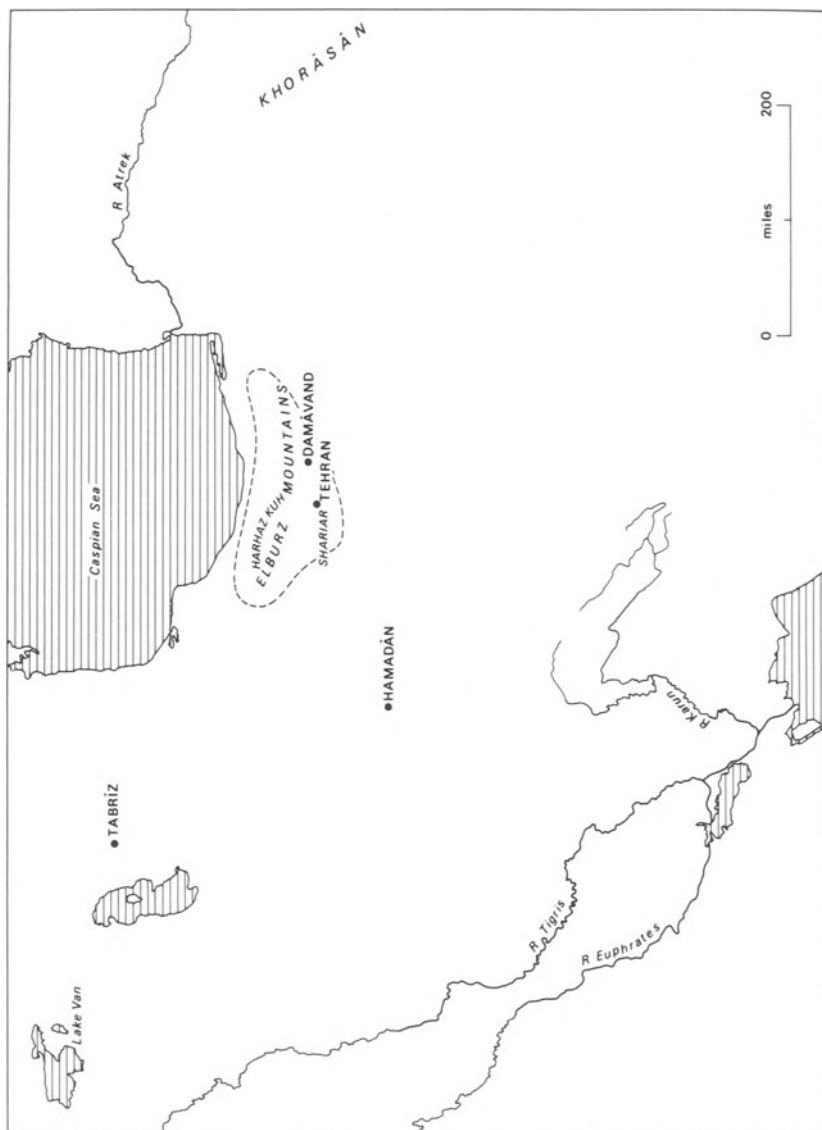 KHORĀSĀN
R Atrek
Caspian Sea
HARHAZ KUH
ELBURZ MOUNTAINS
DAMĀVAND
TEHRAN
SHARIAR
HAMADĀN
TABRĪZ
Lake Van
R Tigris
R Euphrates
R Karun
0 miles 200